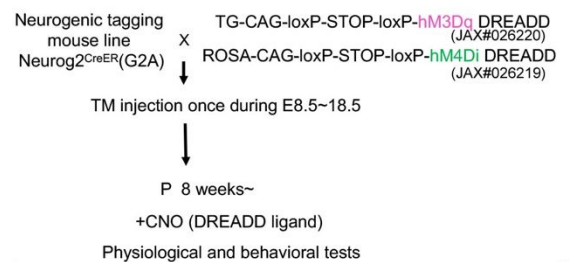 Neurogenic tagging
mouse line
Neurog2CreER(G2A)
X
TG-CAG-loxP-STOP-loxP-hM3Dq DREADD
(JAX#026220)
ROSA-CAG-loxP-STOP-loxP-hM4Di DREADD
(JAX#026219)
TM injection once during E8.5~18.5
P 8 weeks~
+CNO (DREADD ligand)
Physiological and behavioral tests